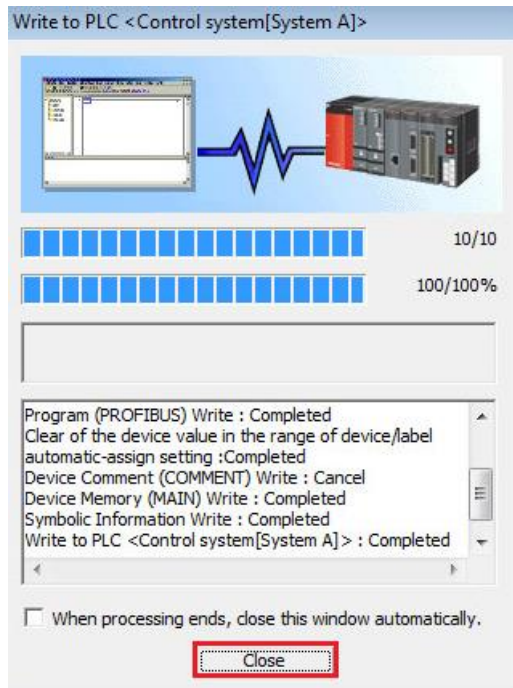 Write to PLC <Control system[System A]>
10/10
100/100%
Program (PROFIBUS) Write : Completed
Clear of the device value in the range of device/label
automatic-assign setting :Completed
Device Comment (COMMENT) Write : Cancel
Device Memory (MAIN) Write : Completed
Symbolic Information Write : Completed
Write to PLC <Control system[System A]> : Completed
When processing ends, close this window automatically.
Close